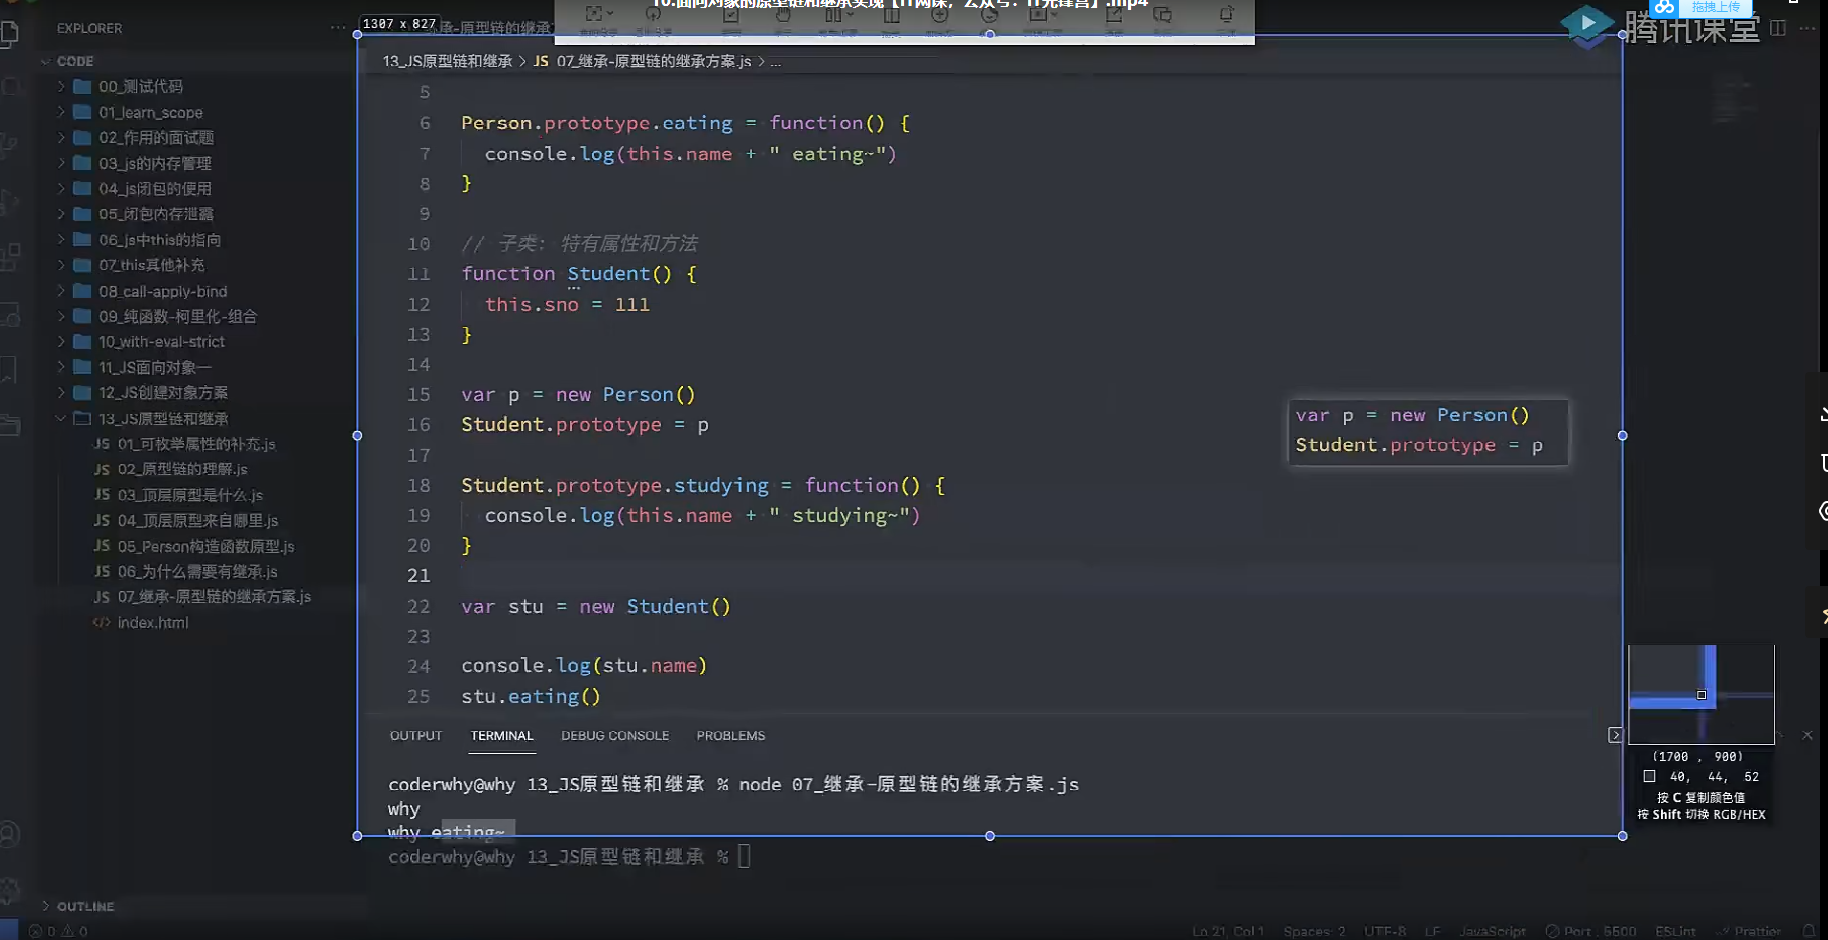 10.面向对象的原型链和继承实现【IT网课，公众号：IT先锋营】.mp4
拖拽上传
腾讯课堂
1307 x 827
EXPLORER
CODE
00_测试代码
01_learn_scope
02_作用的面试题
03_js的内存管理
04_js闭包的使用
05_闭包内存泄露
06_js中this的指向
07_this其他补充
08_call-apply-bind
09_纯函数-柯里化-组合
10_with-eval-strict
11_JS面向对象一
12_JS创建对象方案
13_JS原型链和继承
JS 01_可枚举属性的补充.js
JS 02_原型链的理解.js
JS 03_顶层原型是什么.js
JS 04_顶层原型来自哪里.js
JS 05_Person构造函数原型.js
JS 06_为什么需要有继承.js
JS 07_继承-原型链的继承方案.js
index.html
OUTLINE
13_JS原型链和继承 > JS 07_继承-原型链的继承方案.js > ...
5
6 Person.prototype.eating = function() {
7 console.log(this.name + " eating~")
8 }
9
10 // 子类: 特有属性和方法
11 function Student() {
12 this.sno = 111
13 }
14
15 var p = new Person()
16 Student.prototype = p
17
18 Student.prototype.studying = function() {
19 console.log(this.name + " studying~")
20 }
21
22 var stu = new Student()
23
24 console.log(stu.name)
25 stu.eating()
var p = new Person()
Student.prototype = p
OUTPUT TERMINAL DEBUG CONSOLE PROBLEMS
coderwhy@why 13_JS原型链和继承 % node 07_继承-原型链的继承方案.js
why
why eating~
coderwhy@why 13_JS原型链和继承 %
(1700 , 900)
40, 44, 52
按 C 复制颜色值
按 Shift 切换 RGB/HEX
0 0
Ln 21, Col 1 Spaces: 2 UTF-8 LF JavaScript Port : 5500 ESLint Prettier